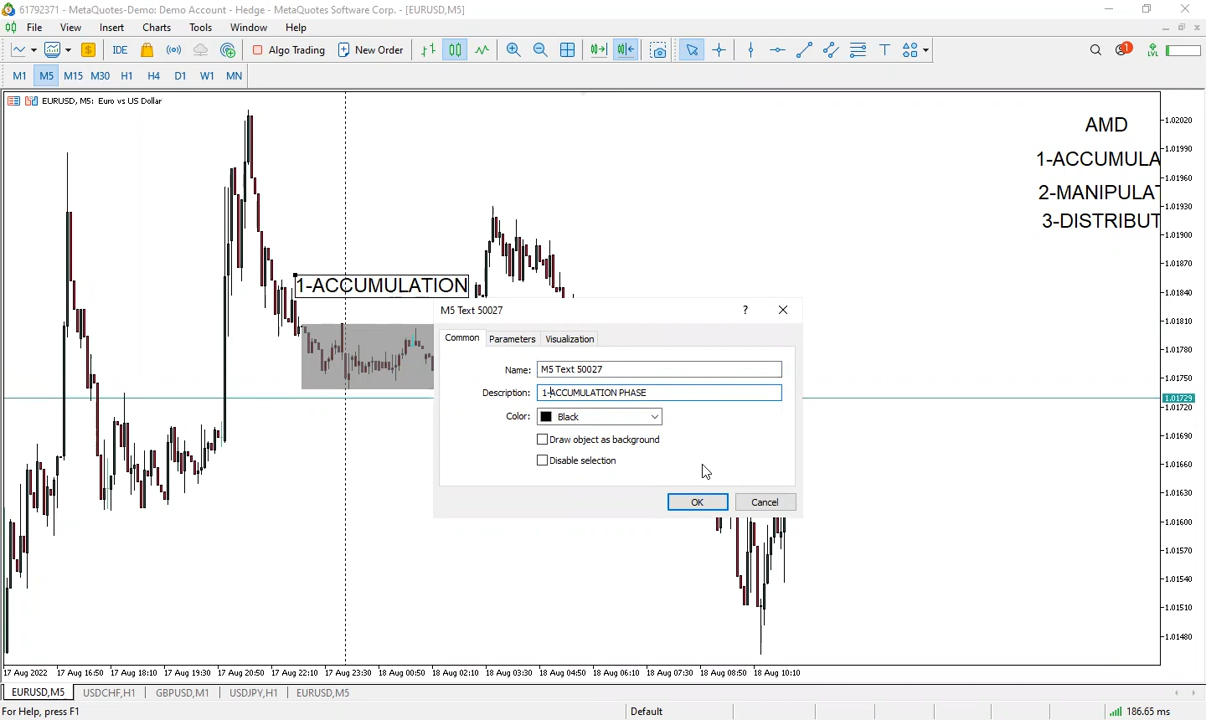 61792371 - MetaQuotes-Demo: Demo Account - Hedge - MetaQuotes Software Corp. - [EURUSD,M5]
File View Insert Charts Tools Window Help
IDE Algo Trading New Order 1 LVL
M1 M5 M15 M30 H1 H4 D1 W1 MN
EURUSD, M5: Euro vs US Dollar
AMD
1-ACCUMULA
2-MANIPULAT
3-DISTRIBUT
1-ACCUMULATION
M5 Text 50027 ?
Common Parameters Visualization
Name: M5 Text 50027
Description: 1-ACCUMULATION PHASE
Color: Black
Draw object as background
Disable selection
OK Cancel
1.02020
1.01990
1.01960
1.01930
1.01900
1.01870
1.01840
1.01810
1.01780
1.01750
1.01729
1.01720
1.01690
1.01660
1.01630
1.01600
1.01570
1.01540
1.01510
1.01480
17 Aug 2022 17 Aug 16:50 17 Aug 18:10 17 Aug 19:30 17 Aug 20:50 17 Aug 22:10 17 Aug 23:30 18 Aug 00:50 18 Aug 02:10 18 Aug 03:30 18 Aug 04:50 18 Aug 06:10 18 Aug 07:30 18 Aug 08:50 18 Aug 10:10
EURUSD,M5 USDCHF,H1 GBPUSD,M1 USDJPY,H1 EURUSD,M5
For Help, press F1 Default 186.65 ms